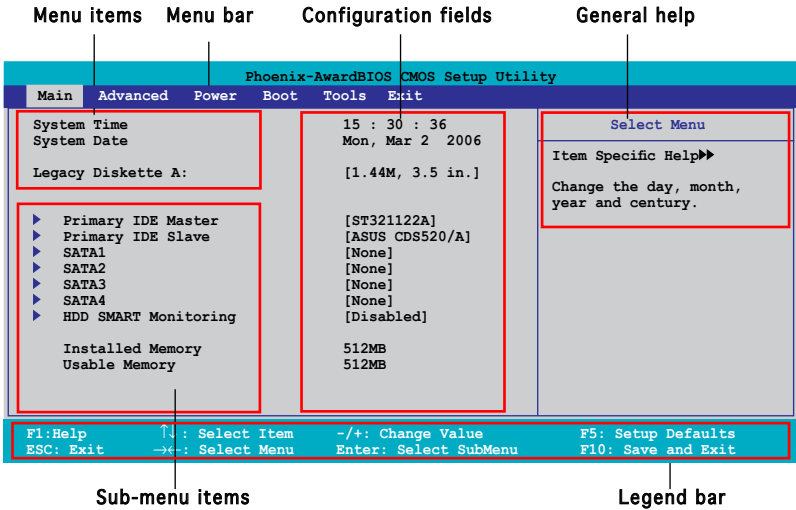 Menu items Menu bar Configuration fields General help
Phoenix-AwardBIOS CMOS Setup Utility
Main Advanced Power Boot Tools Exit
System Time 15 : 30 : 36
System Date Mon, Mar 2 2006
Legacy Diskette A: [1.44M, 3.5 in.]
Primary IDE Master [ST321122A]
Primary IDE Slave [ASUS CDS520/A]
SATA1 [None]
SATA2 [None]
SATA3 [None]
SATA4 [None]
HDD SMART Monitoring [Disabled]
Installed Memory 512MB
Usable Memory 512MB
Select Menu
Item Specific Help
Change the day, month,
year and century.
F1:Help ↑↓: Select Item -/+: Change Value F5: Setup Defaults
ESC: Exit →←: Select Menu Enter: Select SubMenu F10: Save and Exit
Sub-menu items Legend bar